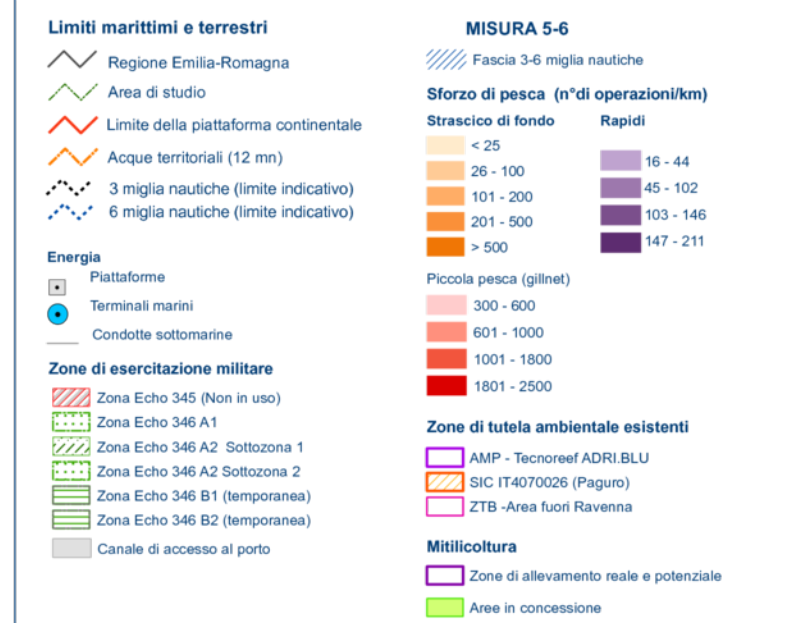 Limiti marittimi e terrestri
Regione Emilia-Romagna
Area di studio
Limite della piattaforma continentale
Acque territoriali (12 mn)
3 miglia nautiche (limite indicativo)
6 miglia nautiche (limite indicativo)
Energia
Piattaforme
Terminali marini
Condotte sottomarine
Zone di esercitazione militare
Zona Echo 345 (Non in uso)
Zona Echo 346 A1
Zona Echo 346 A2 Sottozona 1
Zona Echo 346 A2 Sottozona 2
Zona Echo 346 B1 (temporanea)
Zona Echo 346 B2 (temporanea)
Canale di accesso al porto
MISURA 5-6
Fascia 3-6 miglia nautiche
Sforzo di pesca (n°di operazioni/km)
Strascico di fondo
< 25
26 - 100
101 - 200
201 - 500
> 500
Rapidi
16 - 44
45 - 102
103 - 146
147 - 211
Piccola pesca (gillnet)
300 - 600
601 - 1000
1001 - 1800
1801 - 2500
Zone di tutela ambientale esistenti
AMP - Tecnoreef ADRI.BLU
SIC IT4070026 (Paguro)
ZTB -Area fuori Ravenna
Mitilicoltura
Zone di allevamento reale e potenziale
Aree in concessione